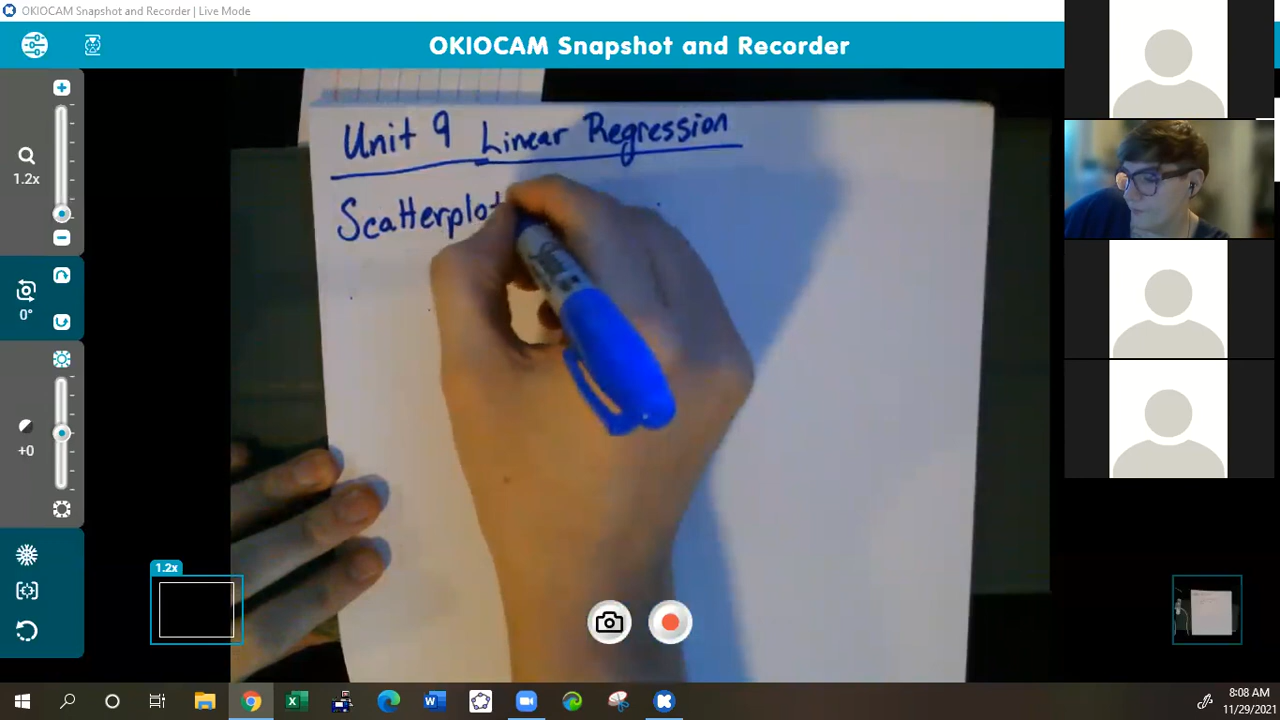 OKIOCAM Snapshot and Recorder | Live Mode
OKIOCAM Snapshot and Recorder
1.2x
0°
+0
1.2x
Unit 9 Linear Regression
Scatterplot
8:08 AM
11/29/2021